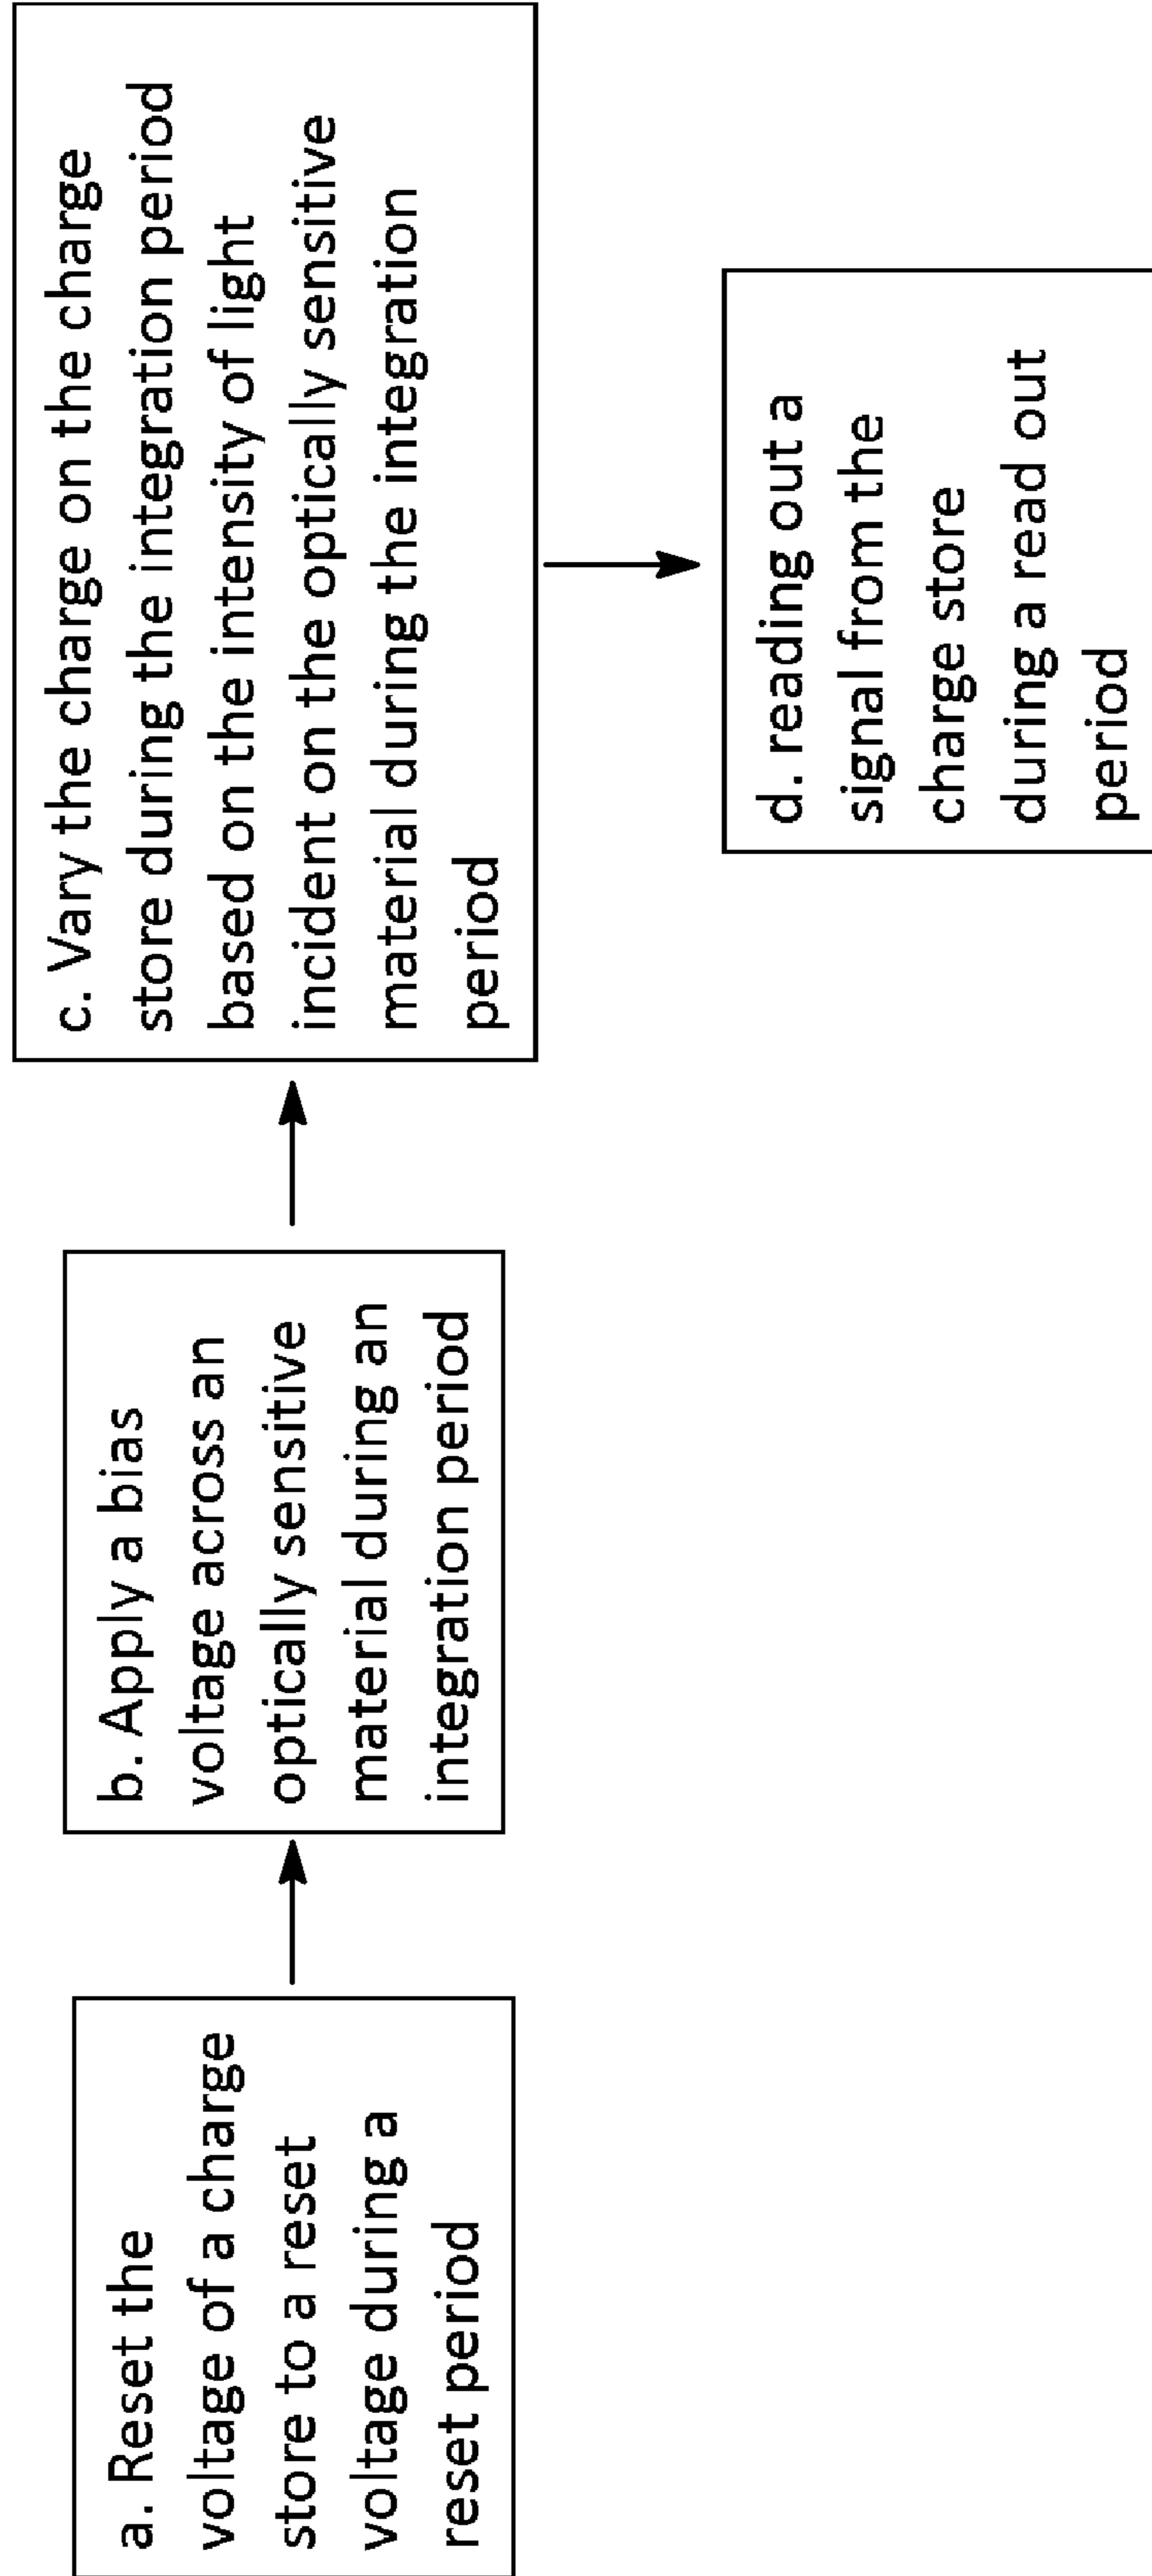 a. Reset the
voltage of a charge
store to a reset
voltage during a
reset period
b. Apply a bias
voltage across an
optically sensitive
material during an
integration period
c. Vary the charge on the charge
store during the integration period
based on the intensity of light
incident on the optically sensitive
material during the integration
period
d. reading out a
signal from the
charge store
during a read out
period